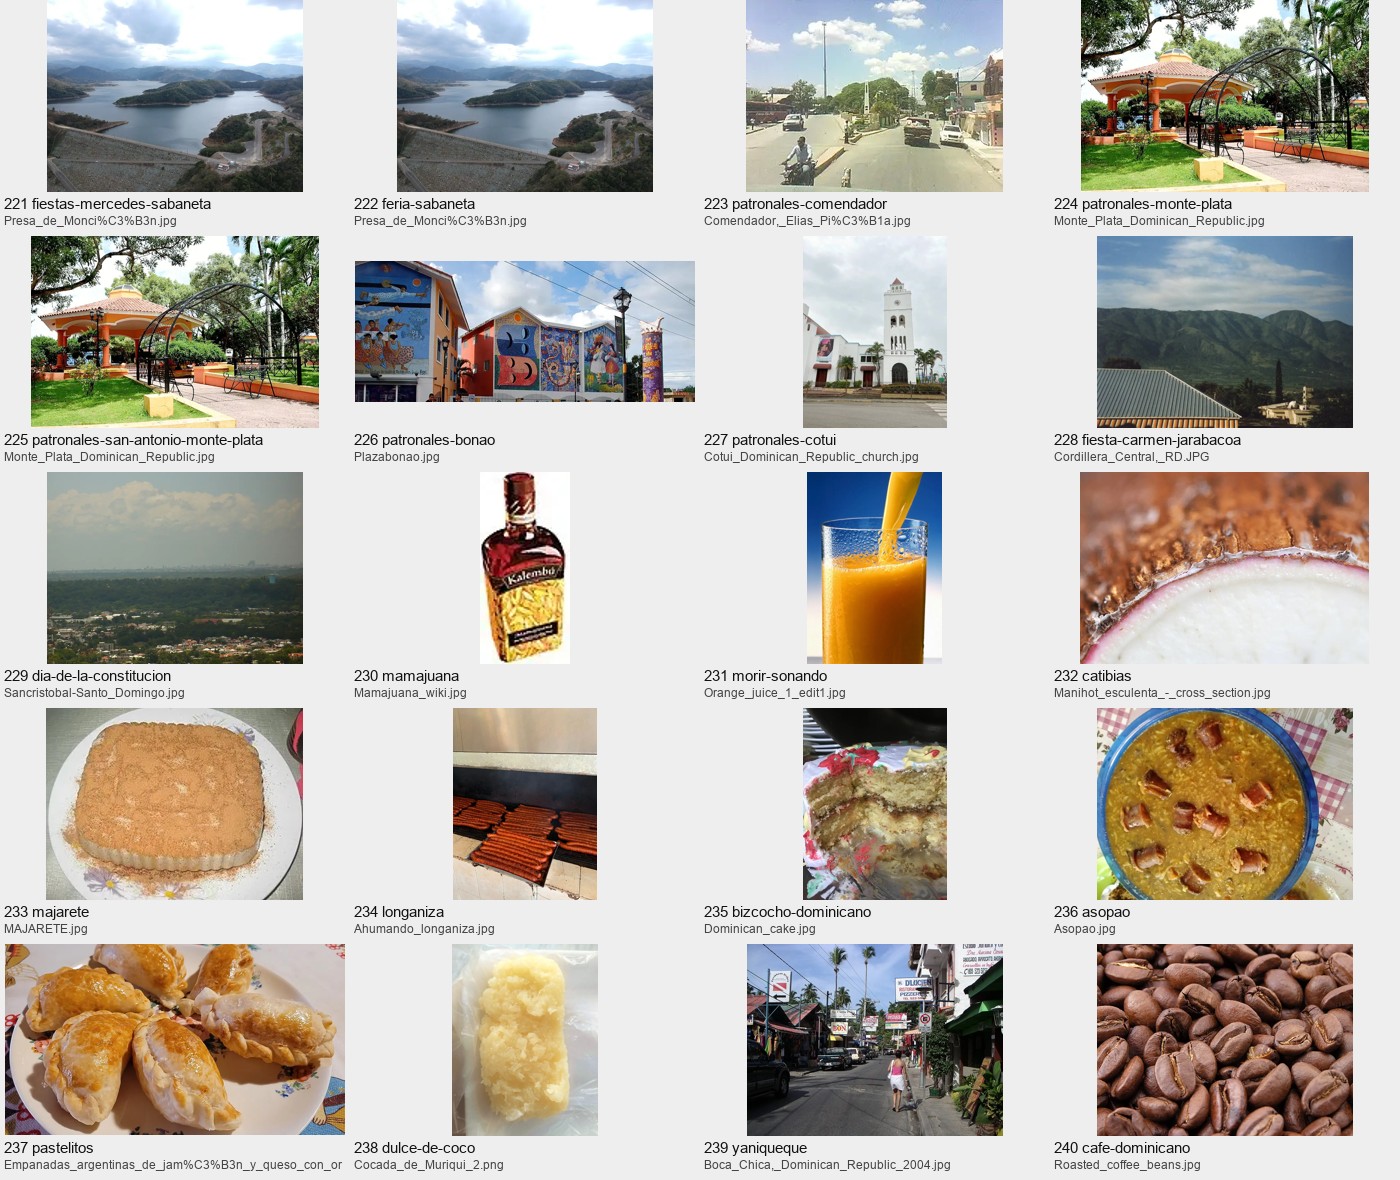 221 fiestas-mercedes-sabaneta
Presa_de_Monci%C3%B3n.jpg
222 feria-sabaneta
Presa_de_Monci%C3%B3n.jpg
223 patronales-comendador
Comendador,_Elias_Pi%C3%B1a.jpg
224 patronales-monte-plata
Monte_Plata_Dominican_Republic.jpg
225 patronales-san-antonio-monte-plata
Monte_Plata_Dominican_Republic.jpg
226 patronales-bonao
Plazabonao.jpg
227 patronales-cotui
Cotui_Dominican_Republic_church.jpg
228 fiesta-carmen-jarabacoa
Cordillera_Central,_RD.JPG
Kalembú
229 dia-de-la-constitucion
Sancristobal-Santo_Domingo.jpg
230 mamajuana
Mamajuana_wiki.jpg
231 morir-sonando
Orange_juice_1_edit1.jpg
232 catibias
Manihot_esculenta_-_cross_section.jpg
233 majarete
MAJARETE.jpg
234 longaniza
Ahumando_longaniza.jpg
235 bizcocho-dominicano
Dominican_cake.jpg
236 asopao
Asopao.jpg
237 pastelitos
Empanadas_argentinas_de_jam%C3%B3n_y_queso_con_or
238 dulce-de-coco
Cocada_de_Muriqui_2.png
239 yaniqueque
Boca_Chica,_Dominican_Republic_2004.jpg
240 cafe-dominicano
Roasted_coffee_beans.jpg